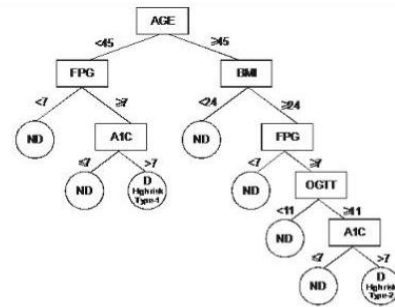 AGE
<45 ≥45
FPG BMI
<7 ≥7 <24 ≥24
ND A1C ND FPG
≤7 >7 <7 ≥7
ND D ND OGTT
High risk
Type-1
<11 ≥11
ND A1C
≤7 >7
ND D
High risk
Type-2